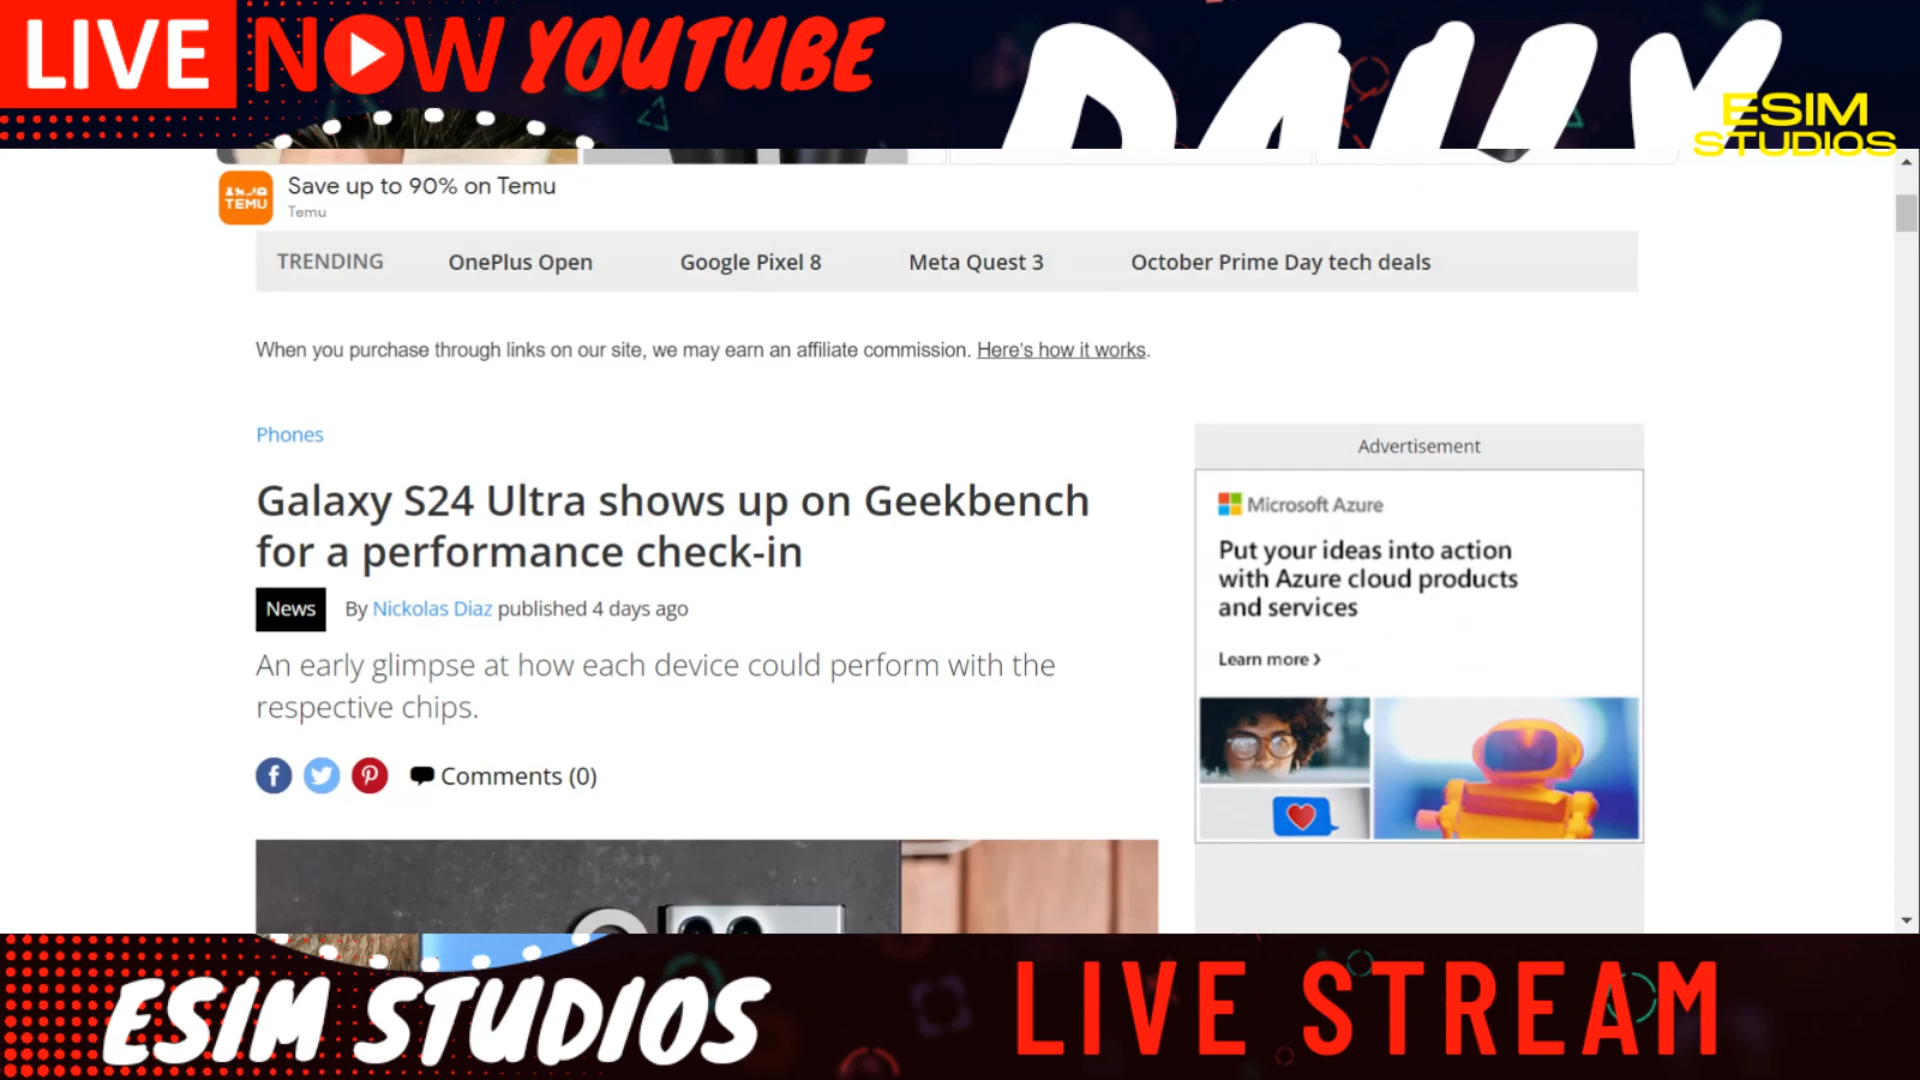 LIVE NOW YOUTUBE
DAILY
ESIM
STUDIOS
TEMU
Save up to 90% on Temu
Temu
TRENDING
OnePlus Open
Google Pixel 8
Meta Quest 3
October Prime Day tech deals
When you purchase through links on our site, we may earn an affiliate commission. Here's how it works.
Phones
Galaxy S24 Ultra shows up on Geekbench
for a performance check-in
News
By Nickolas Diaz published 4 days ago
An early glimpse at how each device could perform with the
respective chips.
Comments (0)
Advertisement
Microsoft Azure
Put your ideas into action
with Azure cloud products
and services
Learn more ›
ESIM STUDIOS
LIVE STREAM